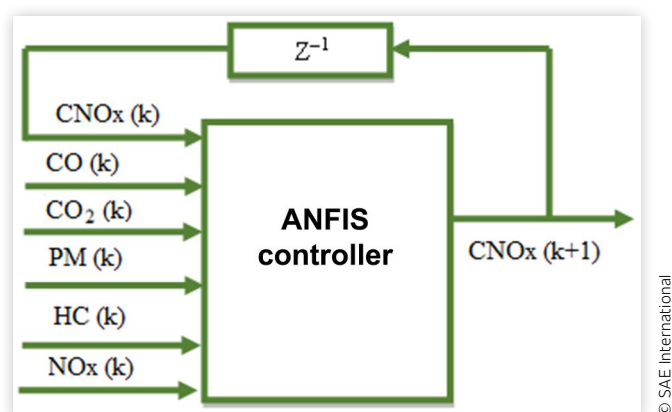 Z⁻¹
CNOx (k)
CO (k)
CO₂ (k)
PM (k)
HC (k)
NOx (k)
ANFIS
controller
CNOx (k+1)
© SAE International